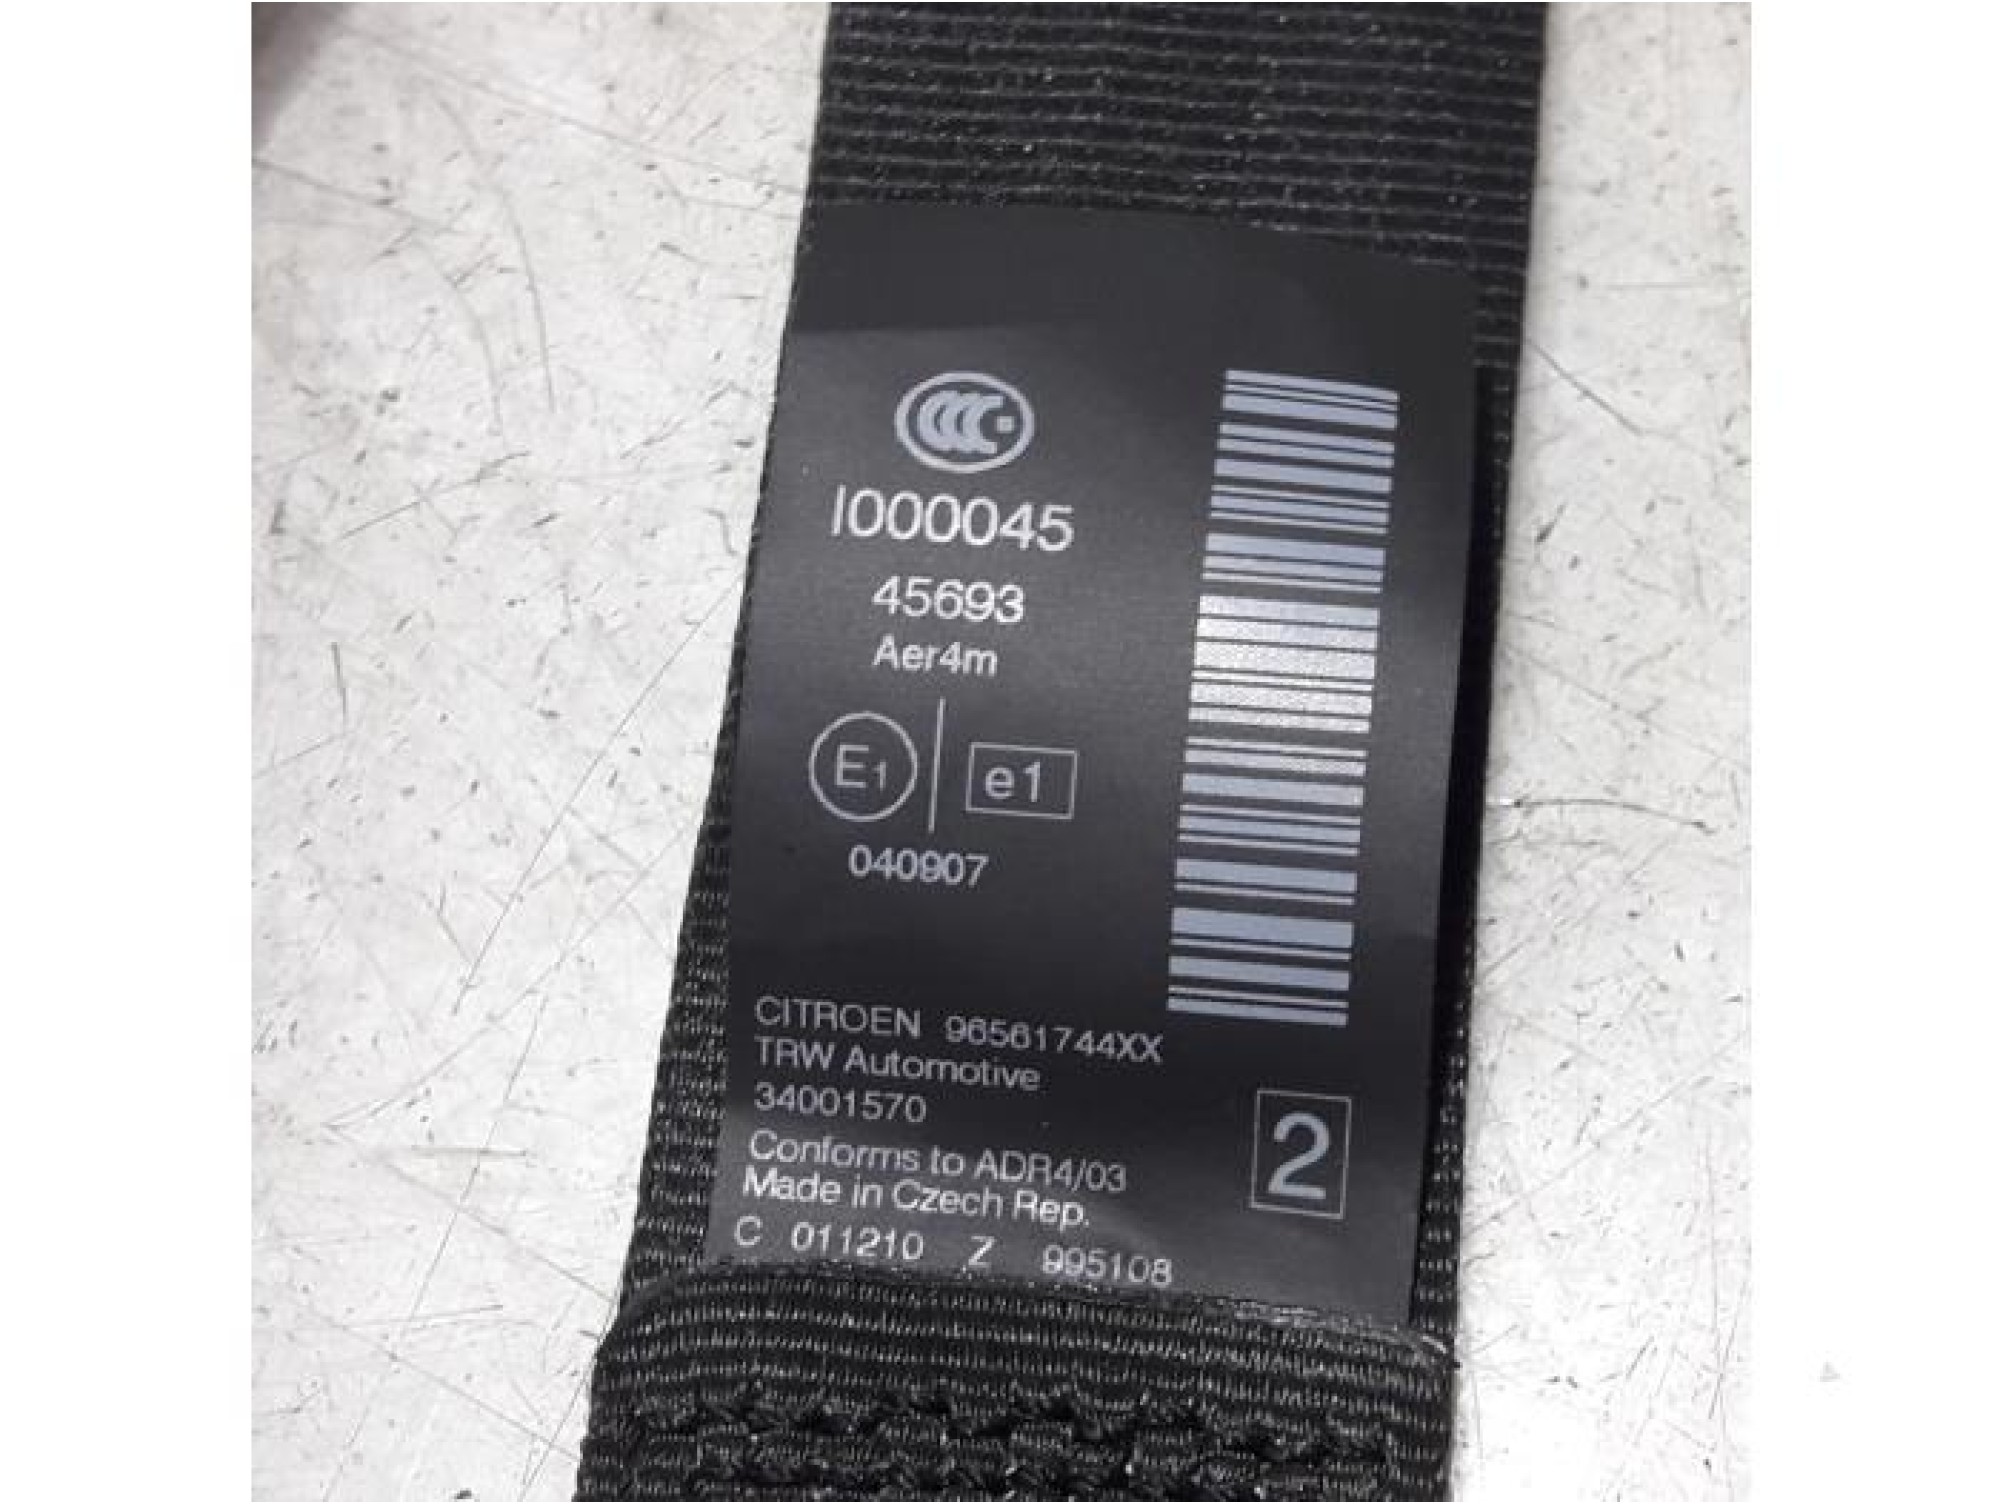 CCC
I000045
45693
Aer4m
E1 e1
040907
CITROEN 96561744XX
TRW Automotive
34001570
Conforms to ADR4/03
Made in Czech Rep.
2
C 011210 Z 995108